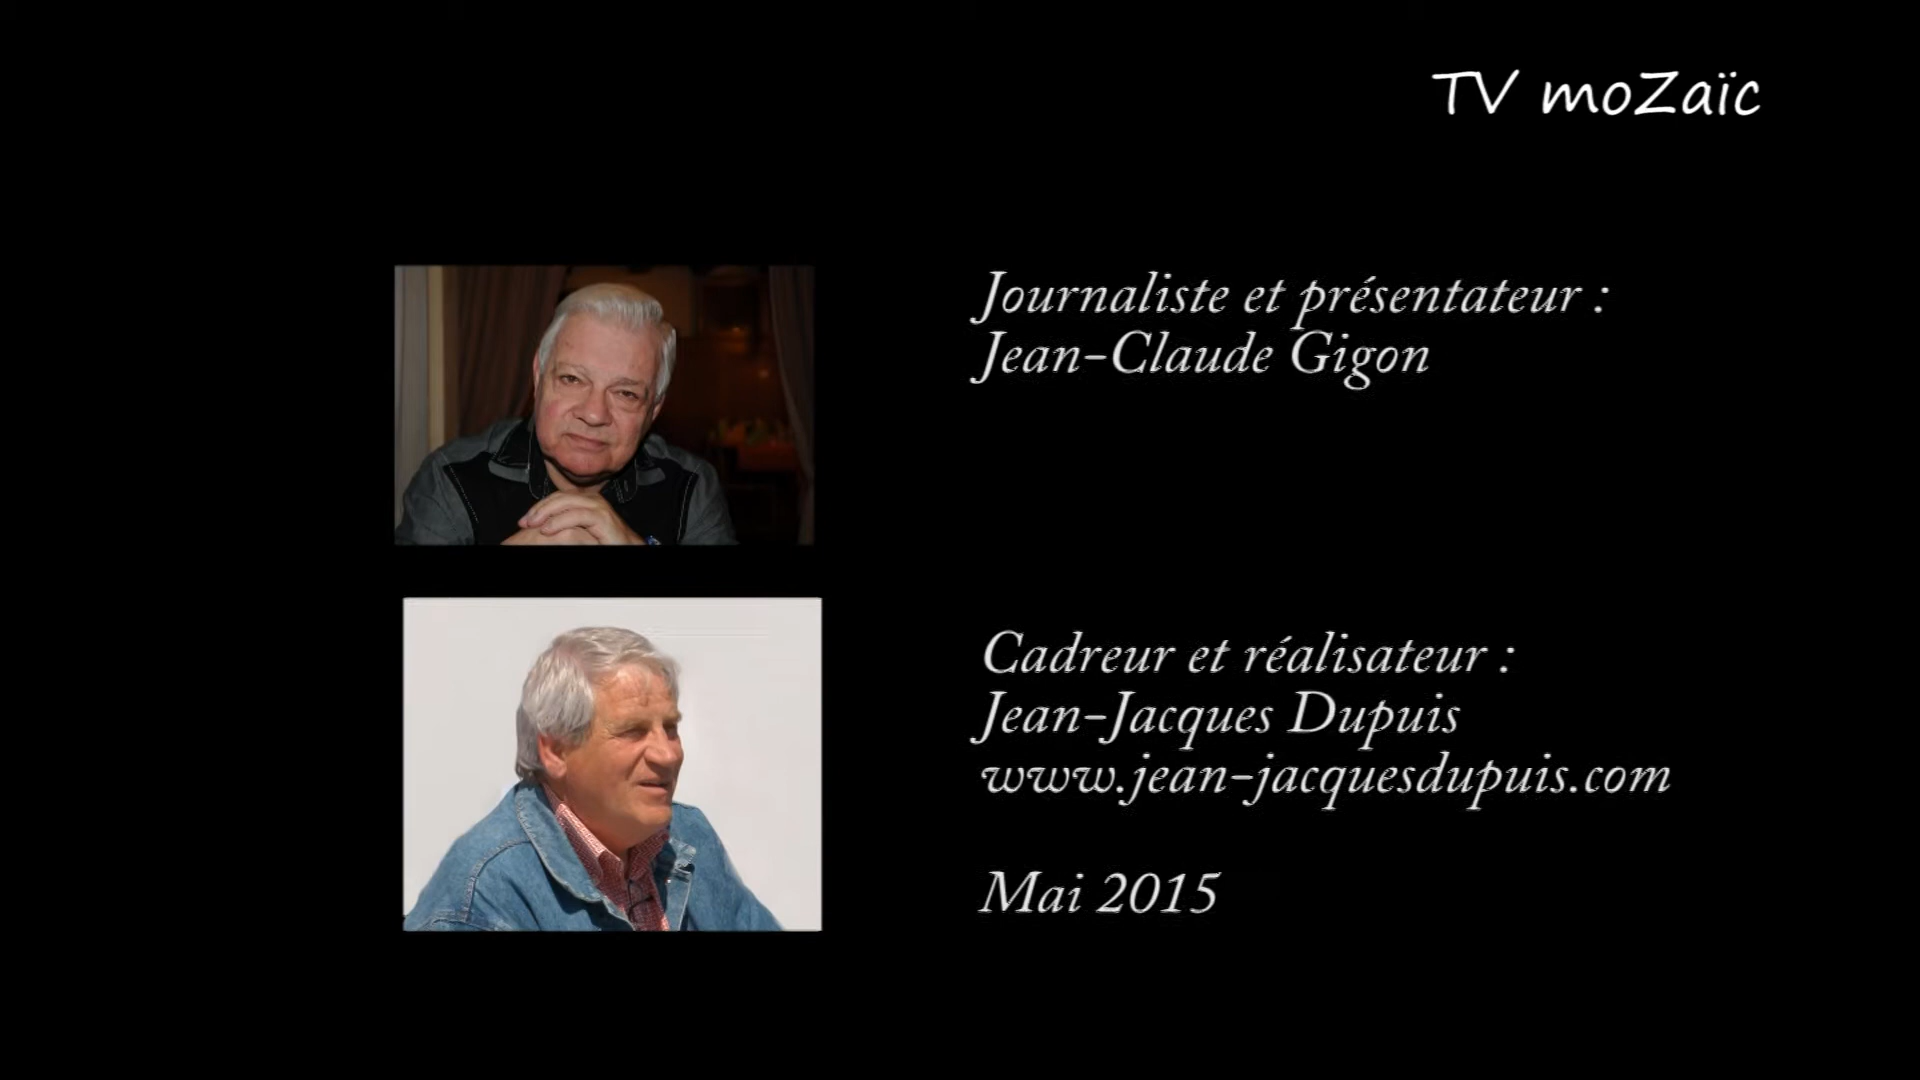 TV moZaïc
Journaliste et présentateur :
Jean-Claude Gigon
Cadreur et réalisateur :
Jean-Jacques Dupuis
www.jean-jacquesdupuis.com
Mai 2015